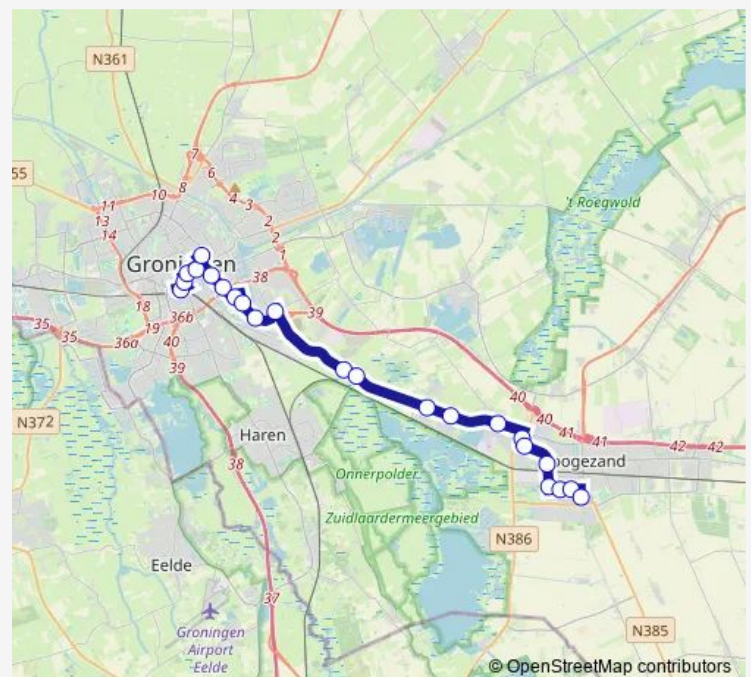 N361
55
7
6
8
10
4
3
11
2
13
14
2
1
't Roegwold
Groningen
38
18
39
35
35
19
36b
36a
40
39
40
40
41
41
42
42
N372
Haren
38
Hoogezand
Onnerpolder
Zuidlaardermeergebied
N386
Eelde
37
Groningen
Airport
-Eelde
N385
© OpenStreetMap contributors